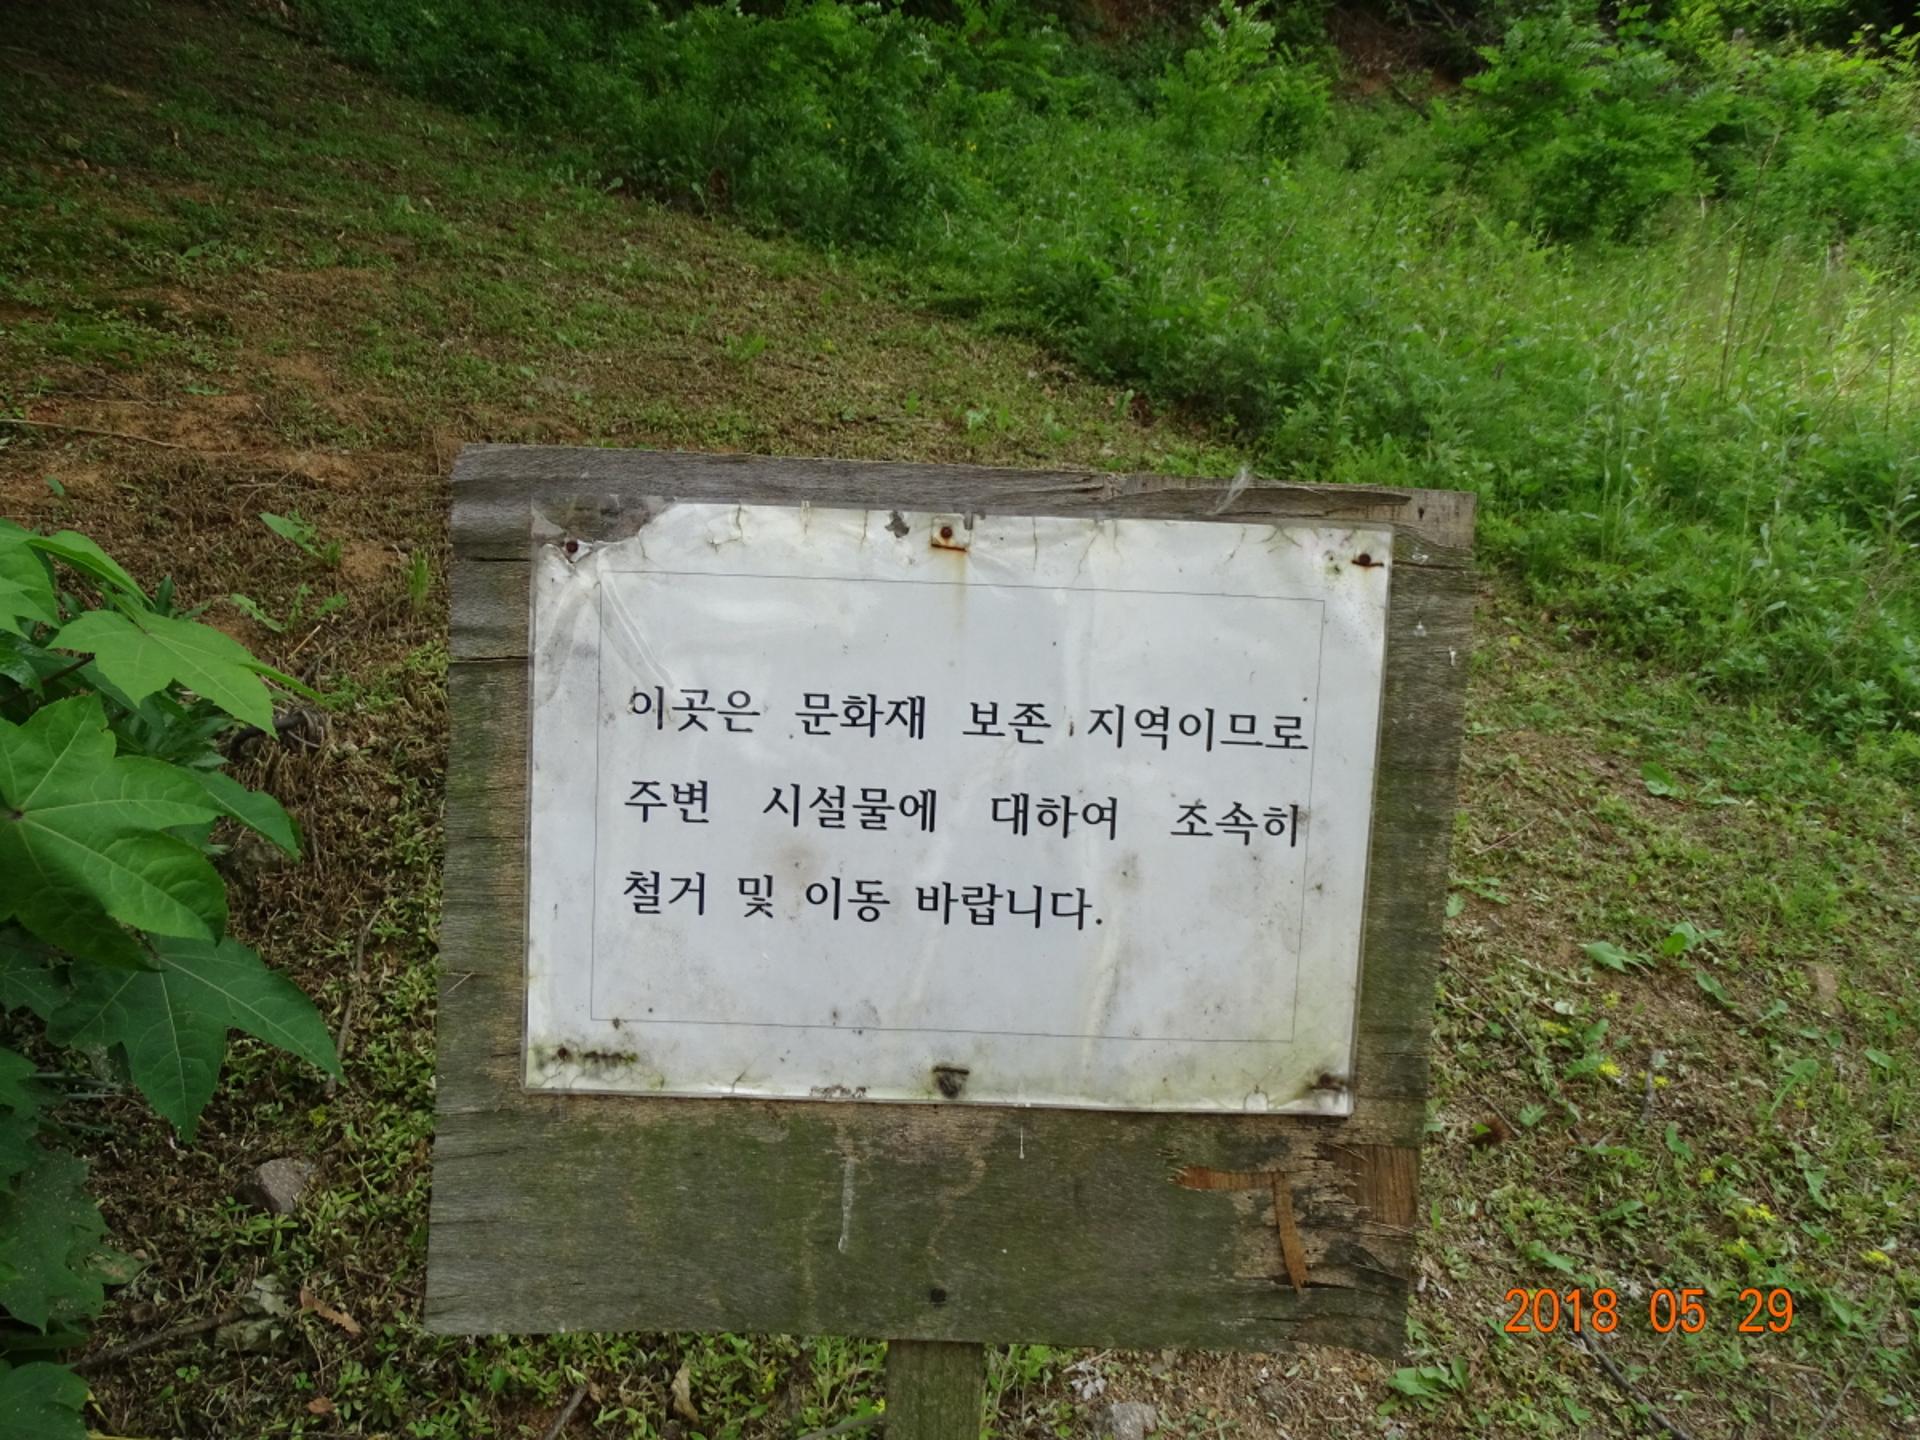 이곳은 문화재 보존 지역이므로
주변 시설물에 대하여 조속히
철거 및 이동 바랍니다.
2018 05 29